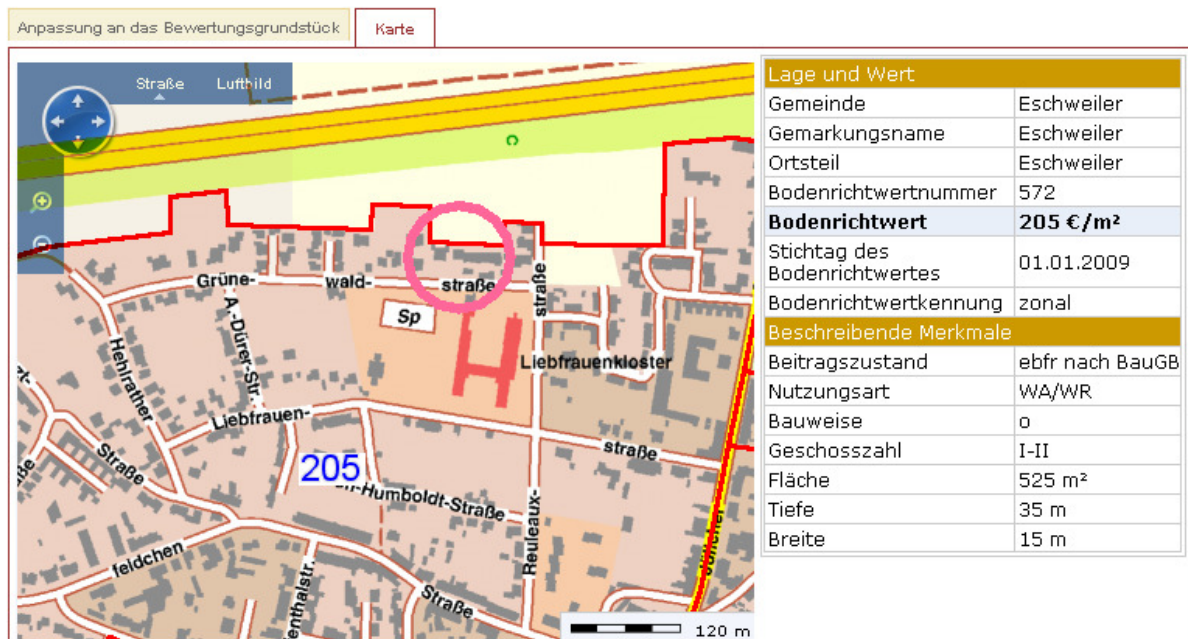 Anpassung an das Bewertungsgrundstück
Karte
Straße Luftbild
C
Grüne-
wald-
straße
straße
Sp
A.-Dürer-Str.
Hehlrather
Straße
Liebfrauenkloster
Liebfrauen-
straße
205
-Humboldt-Straße
Reuleaux-
Jülicher
feldchen
Straße
120 m
Lage und Wert
Gemeinde Eschweiler
Gemarkungsname Eschweiler
Ortsteil Eschweiler
Bodenrichtwertnummer 572
Bodenrichtwert 205 €/m²
Stichtag des
Bodenrichtwertes 01.01.2009
Bodenrichtwertkennung zonal
Beschreibende Merkmale
Beitragszustand ebfr nach BauGB
Nutzungsart WA/WR
Bauweise o
Geschosszahl I-II
Fläche 525 m²
Tiefe 35 m
Breite 15 m